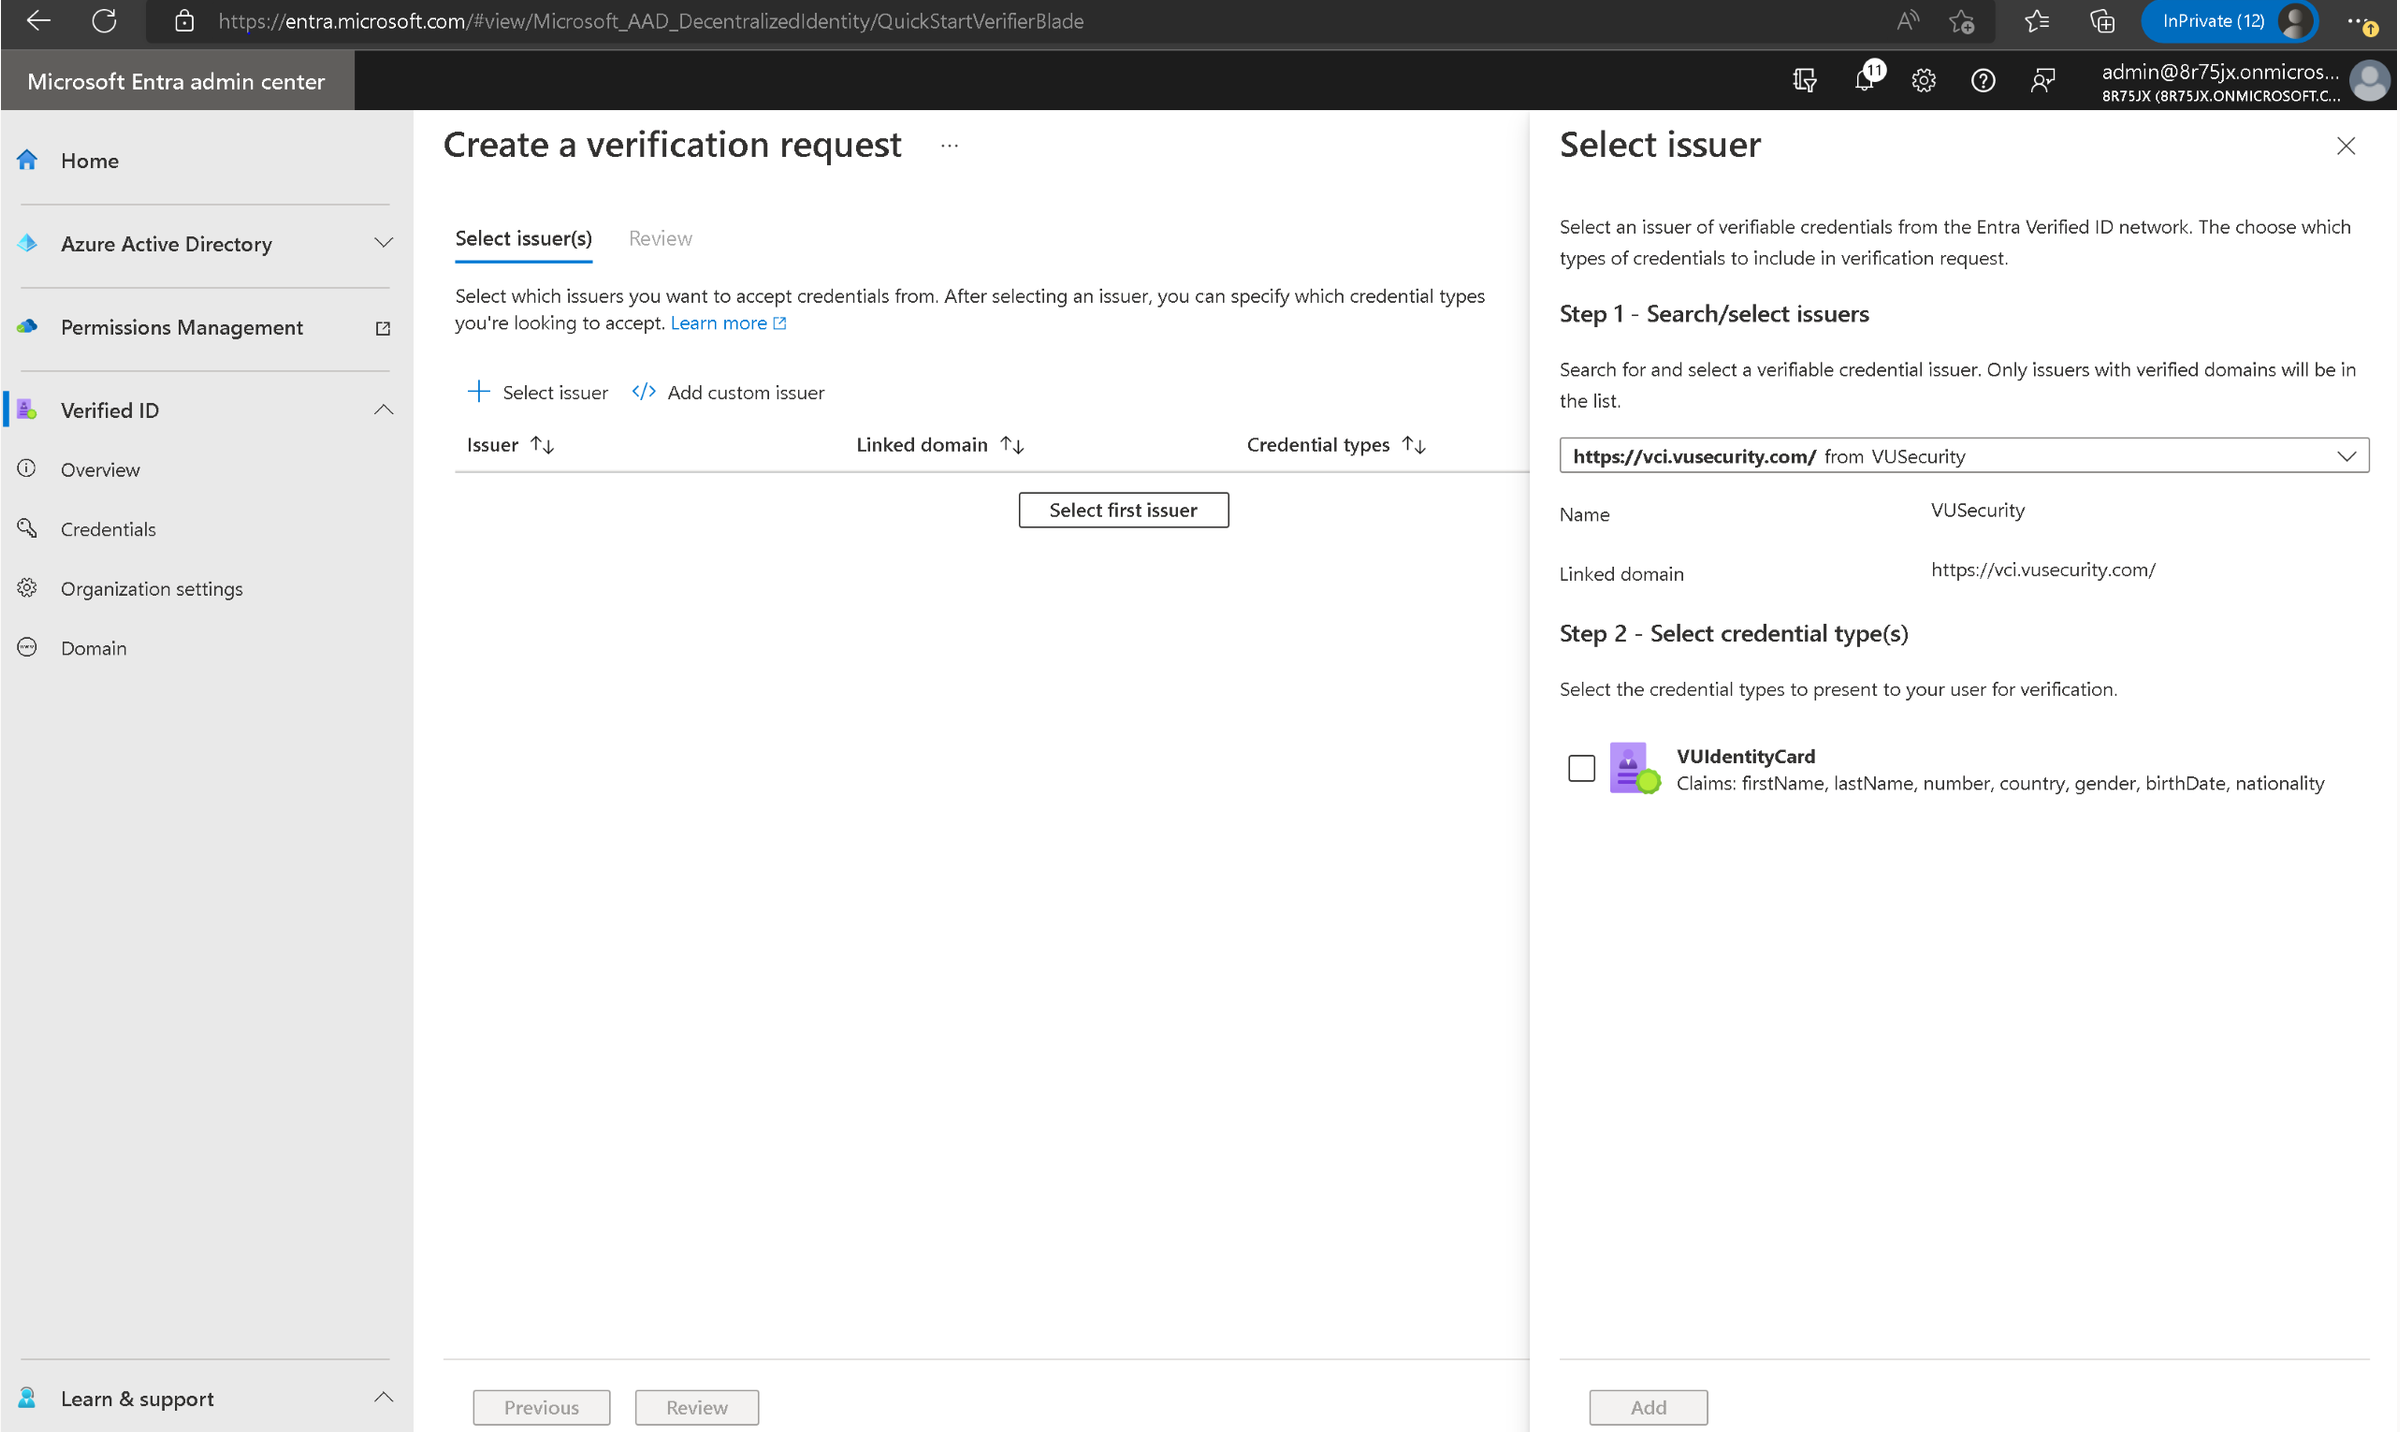 https://entra.microsoft.com/#view/Microsoft_AAD_DecentralizedIdentity/QuickStartVerifierBlade
InPrivate (12)
Microsoft Entra admin center
11
admin@8r75jx.onmicros...
8R75JX (8R75JX.ONMICROSOFT.C...
Home
Azure Active Directory
Permissions Management
Verified ID
Overview
Credentials
Organization settings
Domain
Learn & support
Create a verification request ...
Select issuer(s) Review
Select which issuers you want to accept credentials from. After selecting an issuer, you can specify which credential types
you're looking to accept. Learn more
Select issuer </> Add custom issuer
Issuer Linked domain Credential types
Select first issuer
Previous Review
Select issuer
Select an issuer of verifiable credentials from the Entra Verified ID network. The choose which
types of credentials to include in verification request.
Step 1 - Search/select issuers
Search for and select a verifiable credential issuer. Only issuers with verified domains will be in
the list.
https://vci.vusecurity.com/ from VUSecurity
Name VUSecurity
Linked domain https://vci.vusecurity.com/
Step 2 - Select credential type(s)
Select the credential types to present to your user for verification.
VUIdentityCard
Claims: firstName, lastName, number, country, gender, birthDate, nationality
Add